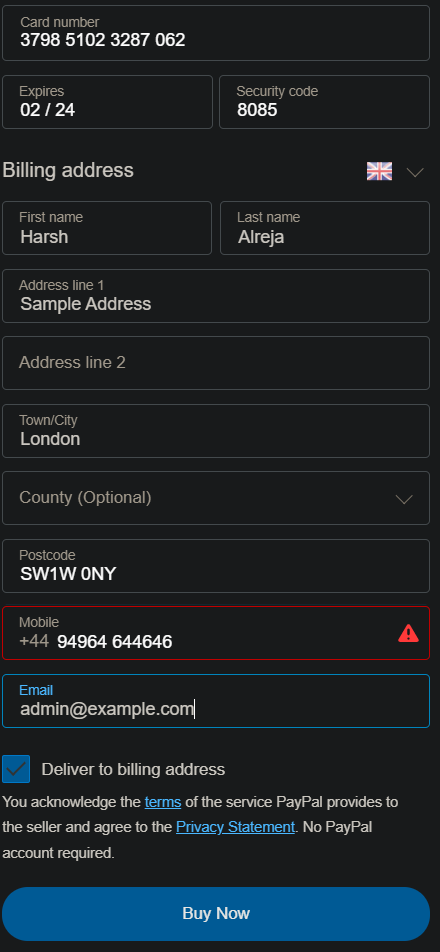 Card number
3798 5102 3287 062
Expires
02 / 24
Security code
8085
Billing address
First name
Harsh
Last name
Alreja
Address line 1
Sample Address
Address line 2
Town/City
London
County (Optional)
Postcode
SW1W 0NY
Mobile
+44 94964 644646
Email
admin@example.com
Deliver to billing address
You acknowledge the terms of the service PayPal provides to
the seller and agree to the Privacy Statement. No PayPal
account required.
Buy Now